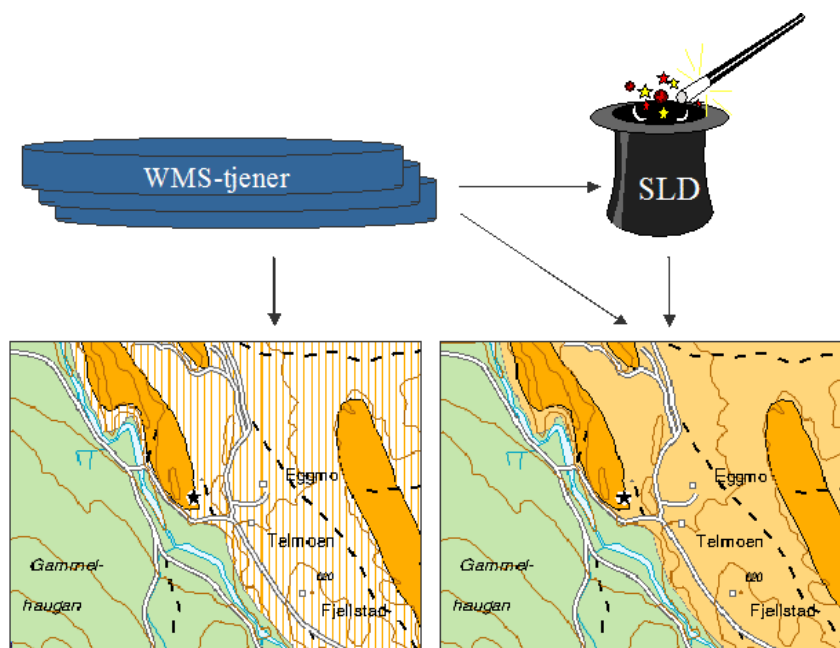 WMS-tjener
SLD
Eggmo
Telmoen
Gammel-
haugan
620
Fjellstad
Eggmo
Telmoen
Gammel-
haugan
620
Fjellstad